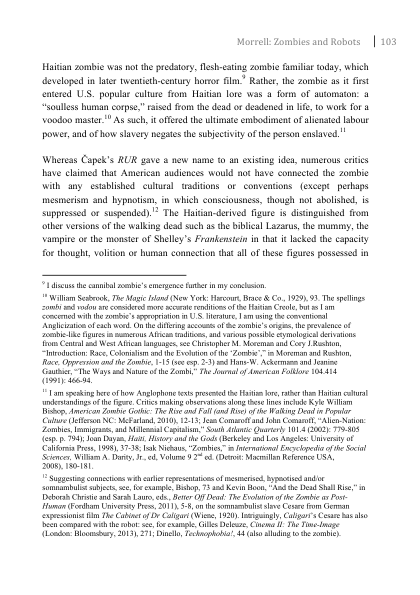 Morrell: Zombies and Robots | 103
Haitian zombie was not the predatory, flesh-eating zombie familiar today, which
developed in later twentieth-century horror film.9 Rather, the zombie as it first
entered U.S. popular culture from Haitian lore was a form of automaton: a
“soulless human corpse,” raised from the dead or deadened in life, to work for a
voodoo master.10 As such, it offered the ultimate embodiment of alienated labour
power, and of how slavery negates the subjectivity of the person enslaved.11
Whereas Čapek’s RUR gave a new name to an existing idea, numerous critics
have claimed that American audiences would not have connected the zombie
with any established cultural traditions or conventions (except perhaps
mesmerism and hypnotism, in which consciousness, though not abolished, is
suppressed or suspended).12 The Haitian-derived figure is distinguished from
other versions of the walking dead such as the biblical Lazarus, the mummy, the
vampire or the monster of Shelley’s Frankenstein in that it lacked the capacity
for thought, volition or human connection that all of these figures possessed in
9 I discuss the cannibal zombie’s emergence further in my conclusion.
10 William Seabrook, The Magic Island (New York: Harcourt, Brace & Co., 1929), 93. The spellings
zombi and vodou are considered more accurate renditions of the Haitian Creole, but as I am
concerned with the zombie’s appropriation in U.S. literature, I am using the conventional
Anglicization of each word. On the differing accounts of the zombie’s origins, the prevalence of
zombie-like figures in numerous African traditions, and various possible etymological derivations
from Central and West African languages, see Christopher M. Moreman and Cory J.Rushton,
“Introduction: Race, Colonialism and the Evolution of the ‘Zombie’,” in Moreman and Rushton,
Race, Oppression and the Zombie, 1-15 (see esp. 2-3) and Hans-W. Ackermann and Jeanine
Gauthier, “The Ways and Nature of the Zombi,” The Journal of American Folklore 104.414
(1991): 466-94.
11 I am speaking here of how Anglophone texts presented the Haitian lore, rather than Haitian cultural
understandings of the figure. Critics making observations along these lines include Kyle William
Bishop, American Zombie Gothic: The Rise and Fall (and Rise) of the Walking Dead in Popular
Culture (Jefferson NC: McFarland, 2010), 12-13; Jean Comaroff and John Comaroff, “Alien-Nation:
Zombies, Immigrants, and Millennial Capitalism,” South Atlantic Quarterly 101.4 (2002): 779-805
(esp. p. 794); Joan Dayan, Haiti, History and the Gods (Berkeley and Los Angeles: University of
California Press, 1998), 37-38; Isak Niehaus, “Zombies,” in International Encyclopedia of the Social
Sciences, William A. Darity, Jr., ed, Volume 9 2nd ed. (Detroit: Macmillan Reference USA,
2008), 180-181.
12 Suggesting connections with earlier representations of mesmerised, hypnotised and/or
somnambulist subjects, see, for example, Bishop, 73 and Kevin Boon, “And the Dead Shall Rise,” in
Deborah Christie and Sarah Lauro, eds., Better Off Dead: The Evolution of the Zombie as Post-
Human (Fordham University Press, 2011), 5-8, on the somnambulist slave Cesare from German
expressionist film The Cabinet of Dr Caligari (Wiene, 1920). Intriguingly, Caligari’s Cesare has also
been compared with the robot: see, for example, Gilles Deleuze, Cinema II: The Time-Image
(London: Bloomsbury, 2013), 271; Dinello, Technophobia!, 44 (also alluding to the zombie).